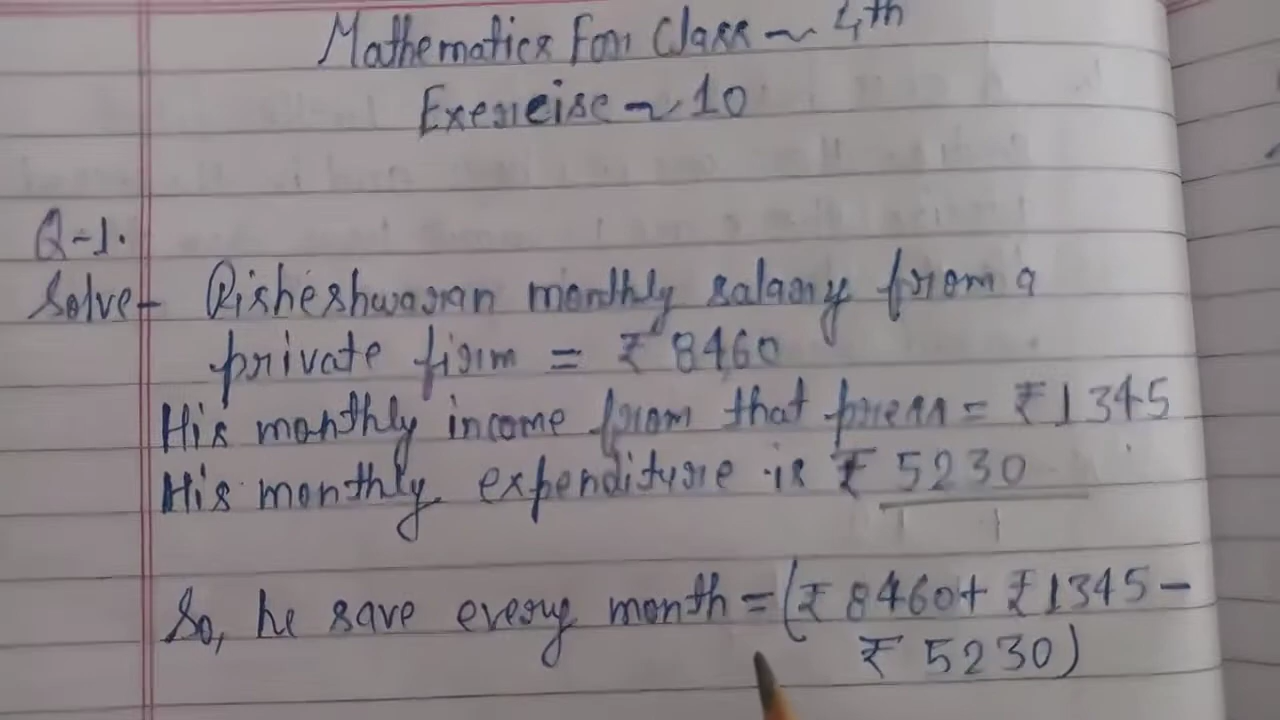 Mathematics For Class ~ 4th
Exercise ~ 10
Q-1.
Solve- Risheshwaran monthly salary from a
private firm = ₹ 8460
His monthly income from that press = ₹ 1345
His monthly expenditure is ₹ 5230
So, he save every month = (₹ 8460 + ₹ 1345 -
₹ 5230)